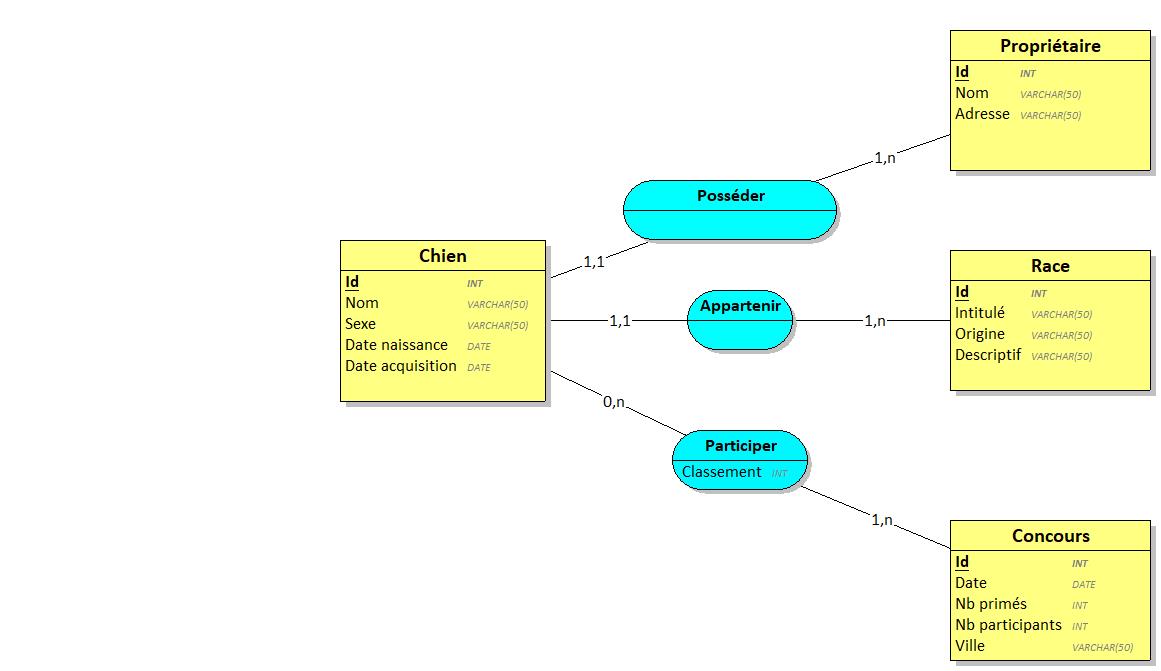 Propriétaire
Id INT
Nom VARCHAR(50)
Adresse VARCHAR(50)
1,n
Posséder
1,1
Chien
Id INT
Nom VARCHAR(50)
Sexe VARCHAR(50)
Date naissance DATE
Date acquisition DATE
Race
Id INT
Intitulé VARCHAR(50)
Origine VARCHAR(50)
Descriptif VARCHAR(50)
Appartenir
1,1
1,n
0,n
Participer
Classement INT
1,n
Concours
Id INT
Date DATE
Nb primés INT
Nb participants INT
Ville VARCHAR(50)